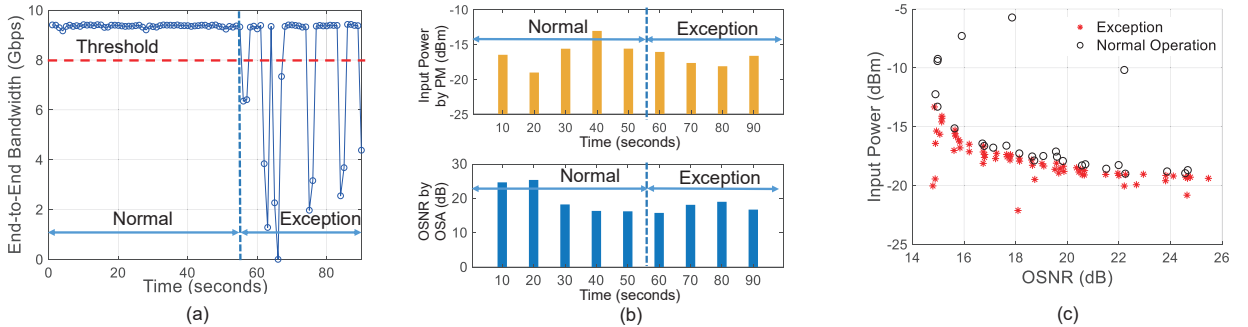 End-to-End Bandwidth (Gbps)
10
8
6
4
2
0
Threshold
Normal
Exception
0
20
40
60
80
Time (seconds)
(a)
Input Power
by PM (dBm)
-10
-15
-20
-25
Normal
Exception
10 20 30 40 50 60 70 80 90
Time (seconds)
OSNR by
OSA (dB)
30
20
10
0
Normal
Exception
10 20 30 40 50 60 70 80 90
Time (seconds)
(b)
Input Power (dBm)
-5
-10
-15
-20
-25
Exception
Normal Operation
14 16 18 20 22 24 26
OSNR (dB)
(c)